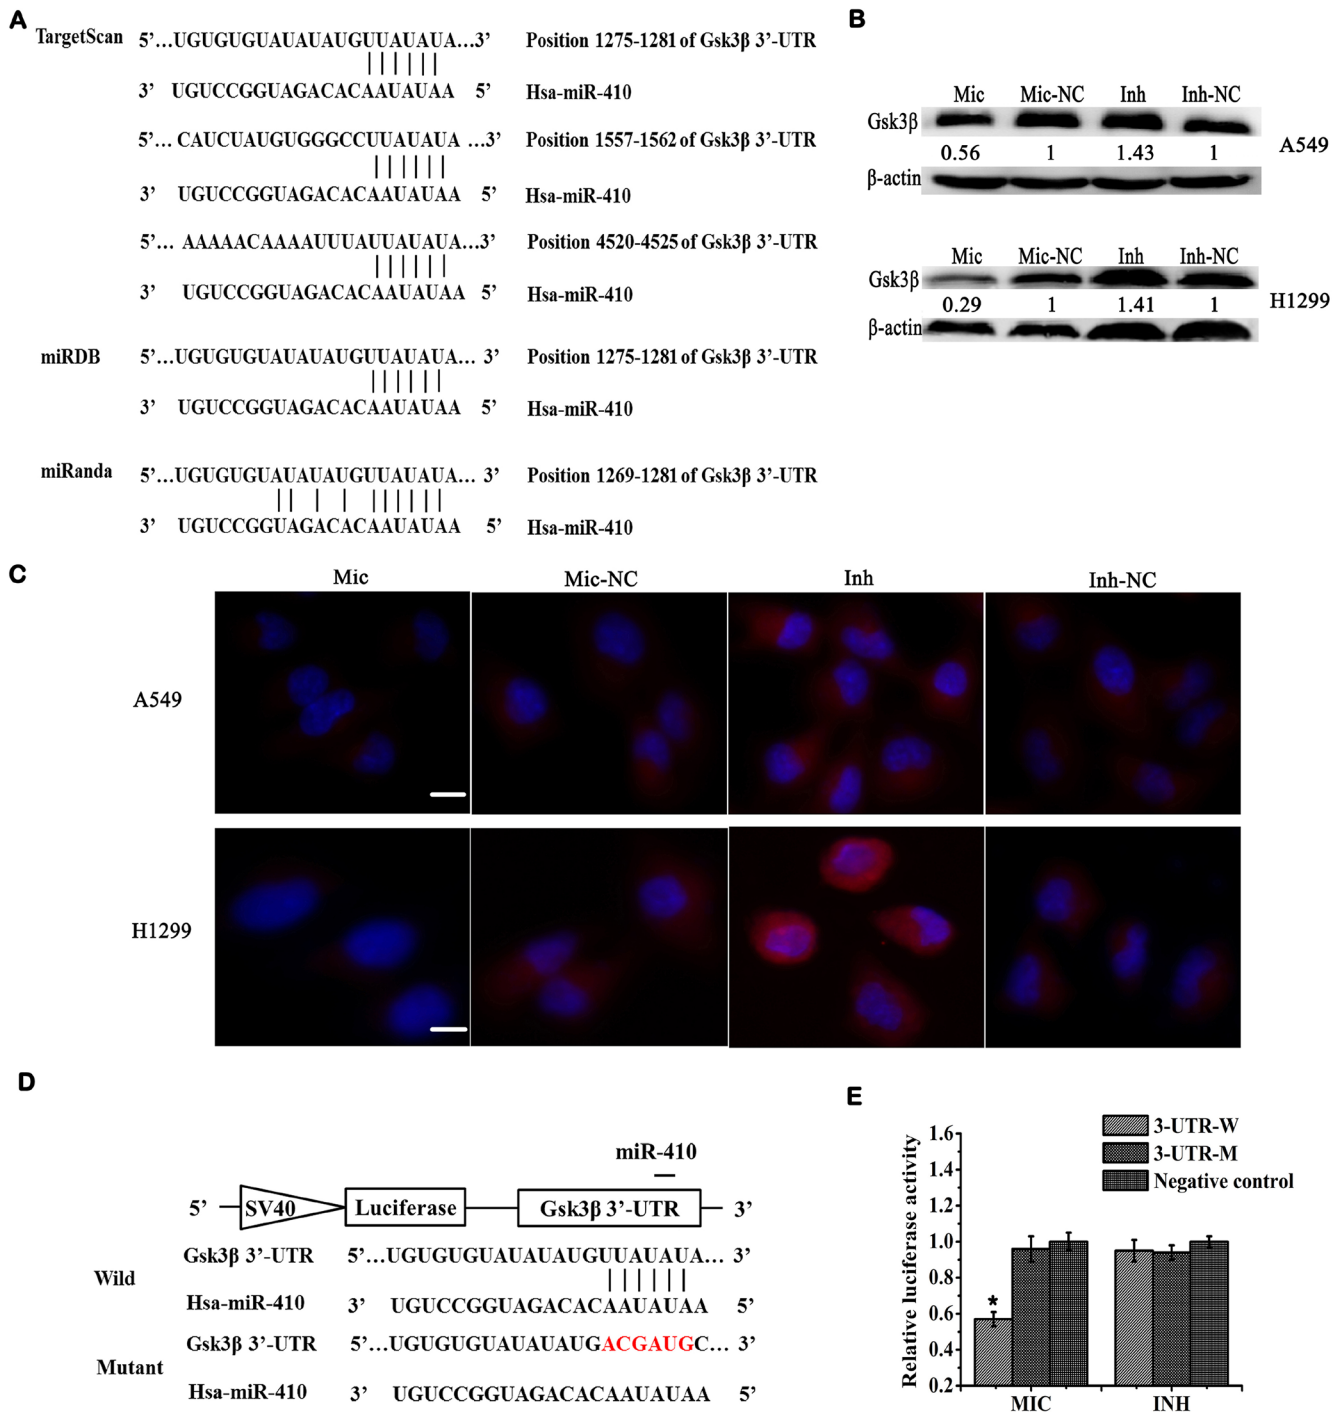 A
TargetScan 5’…UGUGUGUAUAUAUGUUAUAUA…3’ Position 1275-1281 of Gsk3β 3’-UTR
3’ UGUCCGGUAGACACAAUAUAA 5’ Hsa-miR-410
5’… CAUCUAUGUGGGCCUUAUAUA …3’ Position 1557-1562 of Gsk3β 3’-UTR
3’ UGUCCGGUAGACACAAUAUAA 5’ Hsa-miR-410
5’… AAAAACAAAAUUUAUUAUAUA…3’ Position 4520-4525 of Gsk3β 3’-UTR
3’ UGUCCGGUAGACACAAUAUAA 5’ Hsa-miR-410
miRDB 5’…UGUGUGUAUAUAUGUUAUAUA… 3’ Position 1275-1281 of Gsk3β 3’-UTR
3’ UGUCCGGUAGACACAAUAUAA 5’ Hsa-miR-410
miRanda 5’…UGUGUGUAUAUAUGUUAUAUA… 3’ Position 1269-1281 of Gsk3β 3’-UTR
3’ UGUCCGGUAGACACAAUAUAA 5’ Hsa-miR-410
B
Mic Mic-NC Inh Inh-NC
Gsk3β
0.56 1 1.43 1 A549
β-actin
Mic Mic-NC Inh Inh-NC
Gsk3β
0.29 1 1.41 1 H1299
β-actin
C
Mic Mic-NC Inh Inh-NC
A549
H1299
D
miR-410
5’ SV40 Luciferase Gsk3β 3’-UTR 3’
Gsk3β 3’-UTR 5’…UGUGUGUAUAUAUGUUAUAUA… 3’
Wild
Hsa-miR-410 3’ UGUCCGGUAGACACAAUAUAA 5’
Gsk3β 3’-UTR 5’…UGUGUGUAUAUAUGACGAUGC… 3’
Mutant
Hsa-miR-410 3’ UGUCCGGUAGACACAAUAUAA 5’
E
3-UTR-W
3-UTR-M
Negative control
Relative luciferase activity
1.6
1.4
1.2
1.0
0.8
0.6
0.4
0.2
*
MIC INH